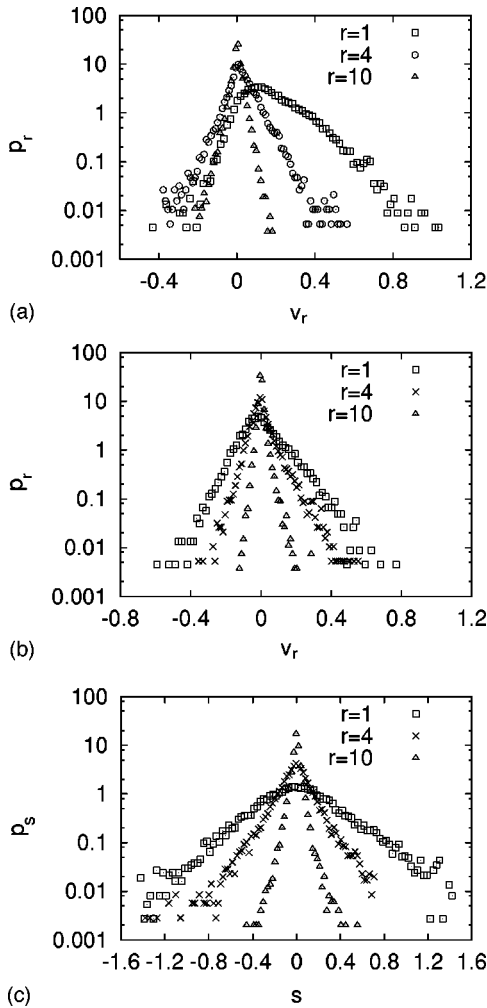 100
10
1
0.1
0.01
0.001
p_r
r=1
r=4
r=10
-0.4 0 0.4 0.8 1.2
v_r
(a)
100
10
1
0.1
0.01
0.001
p_r
r=1
r=4
r=10
-0.8 -0.4 0 0.4 0.8 1.2
v_r
(b)
100
10
1
0.1
0.01
0.001
p_s
r=1
r=4
r=10
-1.6 -1.2 -0.8 -0.4 0 0.4 0.8 1.2 1.6
s
(c)